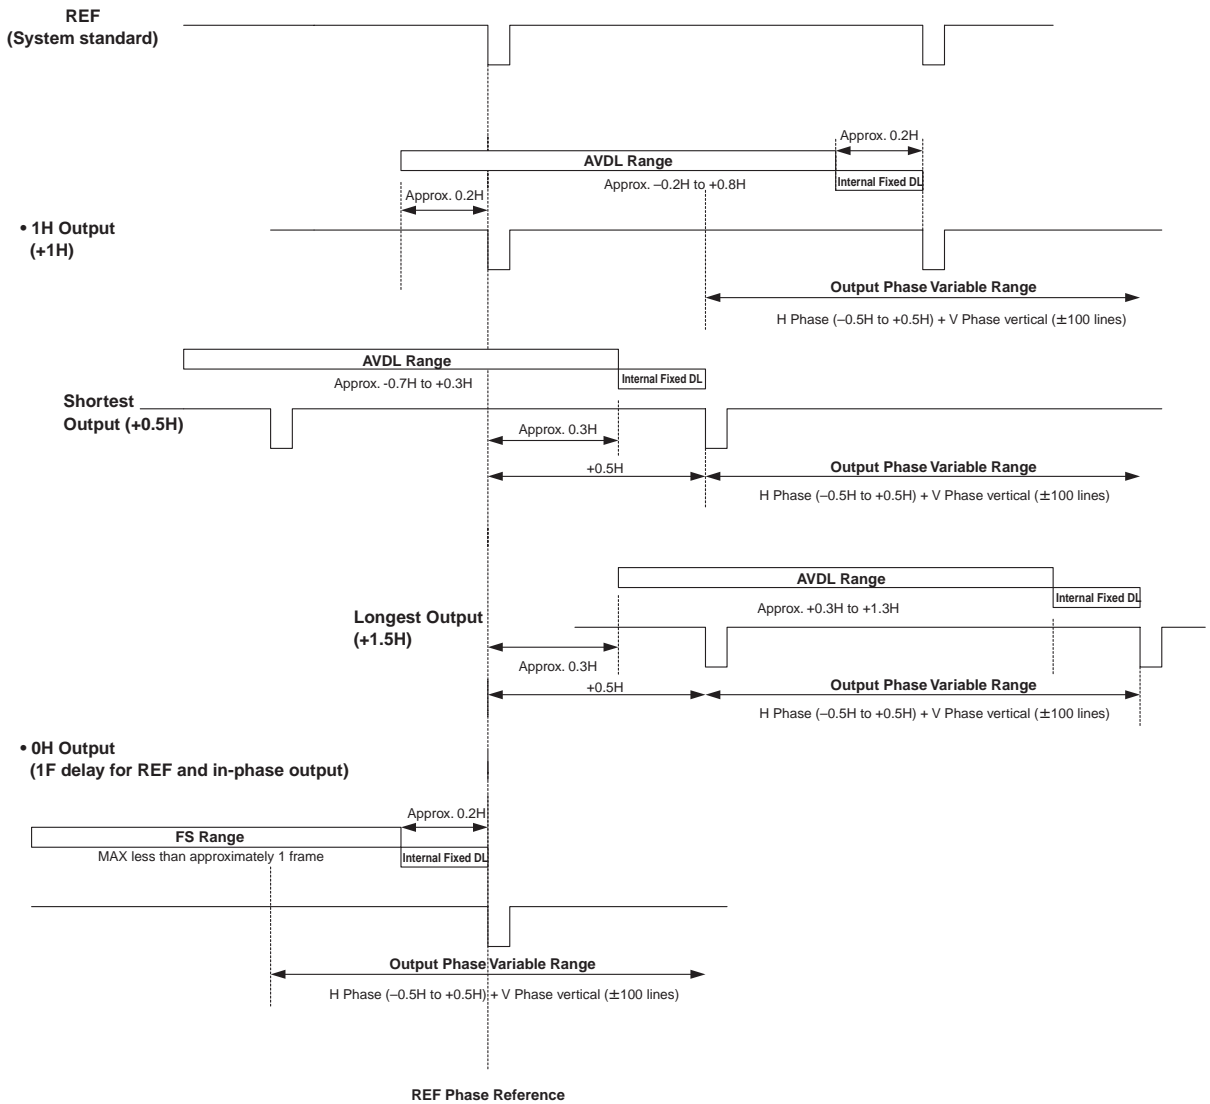 REF
(System standard)
Approx. 0.2H
AVDL Range
Internal Fixed DL
Approx. –0.2H to +0.8H
Approx. 0.2H
• 1H Output
(+1H)
Output Phase Variable Range
H Phase (–0.5H to +0.5H) + V Phase vertical (±100 lines)
AVDL Range
Internal Fixed DL
Approx. -0.7H to +0.3H
Shortest
Output (+0.5H)
Approx. 0.3H
+0.5H
Output Phase Variable Range
H Phase (–0.5H to +0.5H) + V Phase vertical (±100 lines)
AVDL Range
Internal Fixed DL
Approx. +0.3H to +1.3H
Longest Output
(+1.5H)
Approx. 0.3H
+0.5H
Output Phase Variable Range
H Phase (–0.5H to +0.5H) + V Phase vertical (±100 lines)
• 0H Output
(1F delay for REF and in-phase output)
Approx. 0.2H
FS Range
MAX less than approximately 1 frame
Internal Fixed DL
Output Phase Variable Range
H Phase (–0.5H to +0.5H) + V Phase vertical (±100 lines)
REF Phase Reference